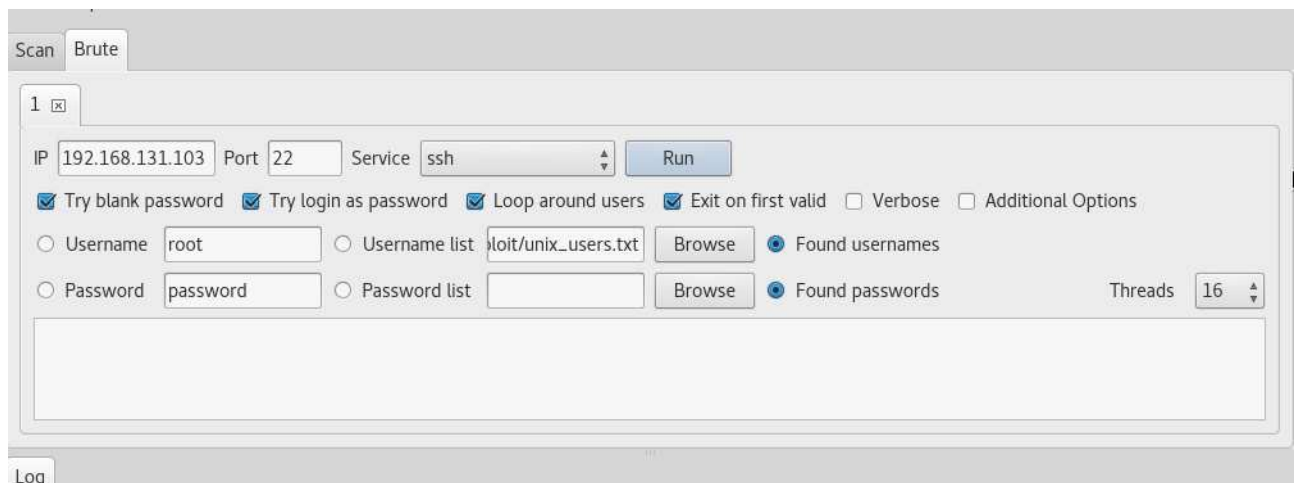 Scan Brute
1
IP 192.168.131.103 Port 22 Service ssh Run
Try blank password Try login as password Loop around users Exit on first valid Verbose Additional Options
Username root Username list loit/unix_users.txt Browse Found usernames
Password password Password list Browse Found passwords Threads 16
Log